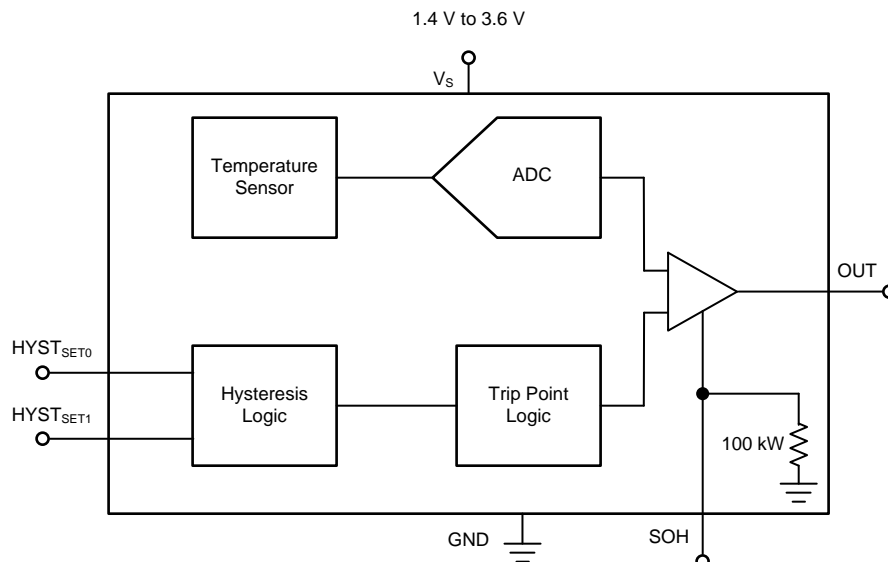 1.4 V to 3.6 V
VS
Temperature
Sensor
ADC
OUT
HYSTSET0
HYSTSET1
Hysteresis
Logic
Trip Point
Logic
100 kW
GND
SOH